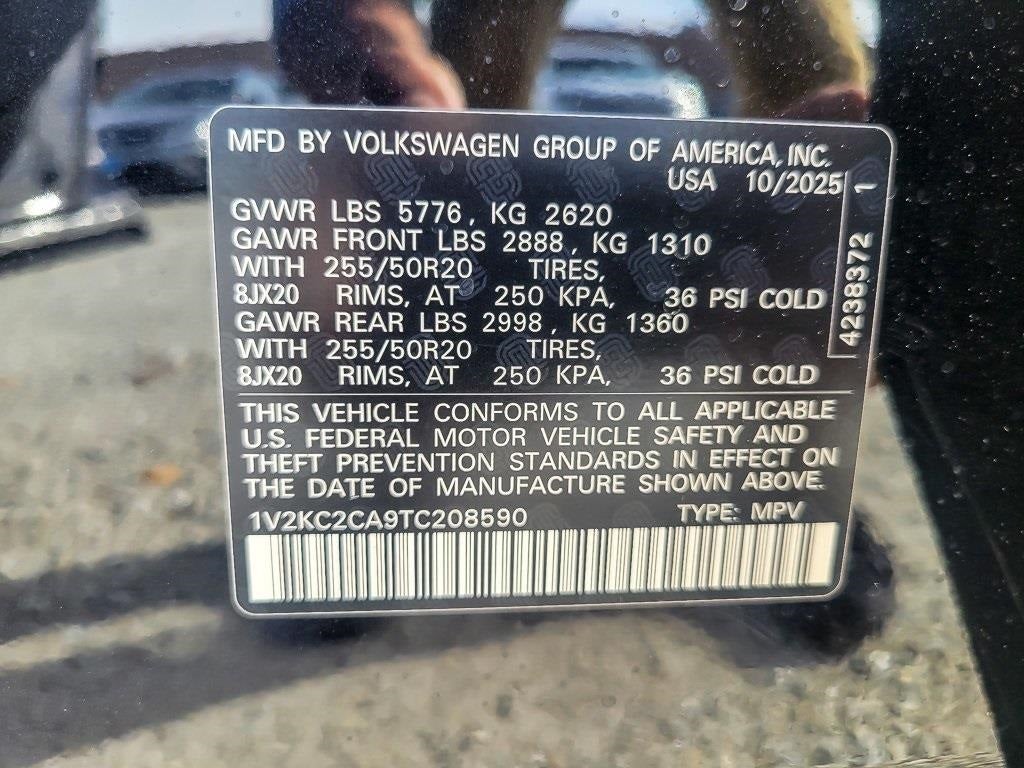 MFD BY VOLKSWAGEN GROUP OF AMERICA, INC.
USA 10/2025
GVWR LBS 5776, KG 2620
GAWR FRONT LBS 2888, KG 1310
WITH 255/50R20 TIRES,
8JX20 RIMS, AT 250 KPA, 36 PSI COLD
GAWR REAR LBS 2998, KG 1360
WITH 255/50R20 TIRES,
8JX20 RIMS, AT 250 KPA, 36 PSI COLD
4238372 1
THIS VEHICLE CONFORMS TO ALL APPLICABLE
U.S. FEDERAL MOTOR VEHICLE SAFETY AND
THEFT PREVENTION STANDARDS IN EFFECT ON
THE DATE OF MANUFACTURE SHOWN ABOVE.
1V2KC2CA9TC208590 TYPE: MPV